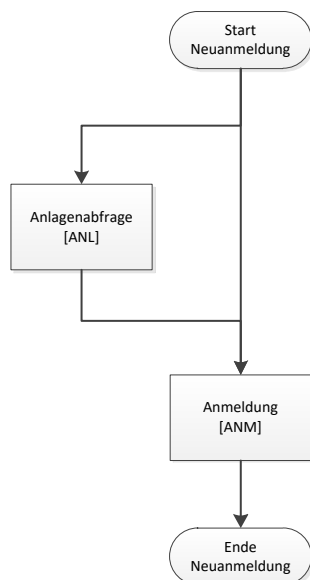 Start
Neuanmeldung
Anlagenabfrage
[ANL]
Anmeldung
[ANM]
Ende
Neuanmeldung